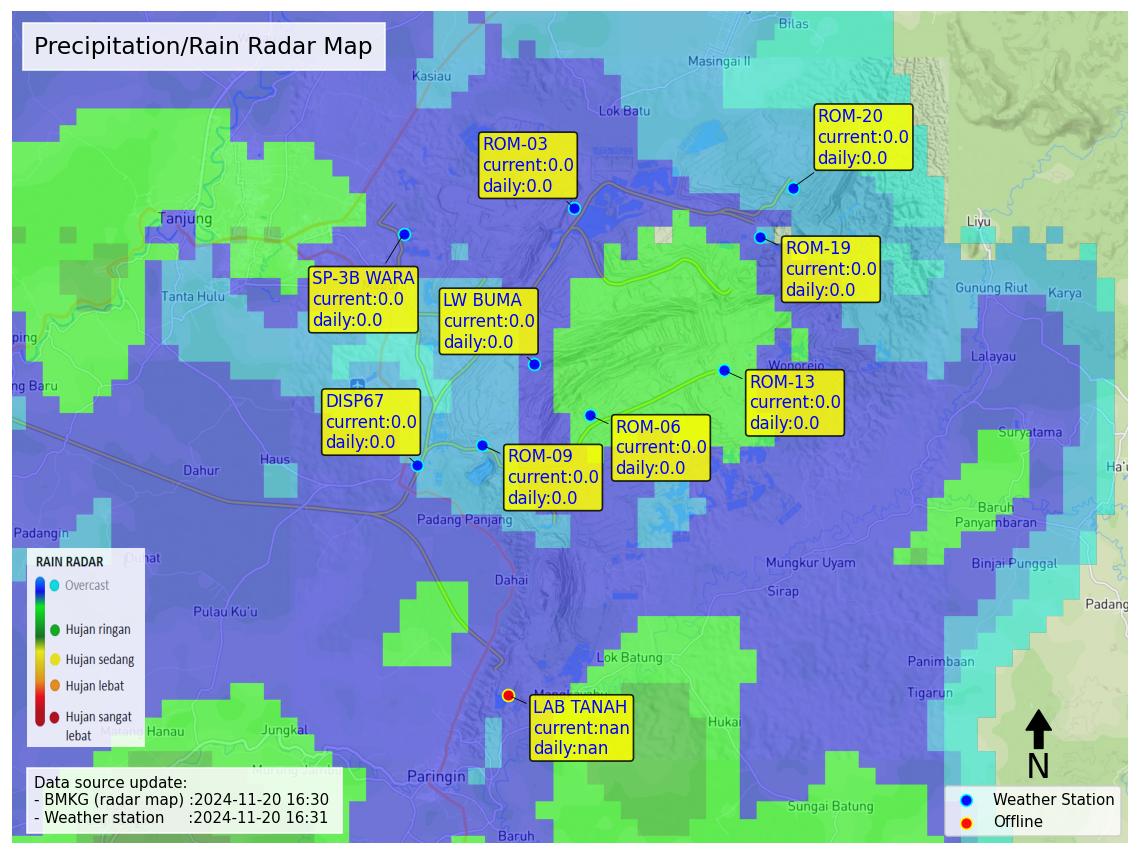 Precipitation/Rain Radar Map
Bilas
Masingai II
Kasiau
Lok Batu
ROM-20
current:0.0
daily:0.0
ROM-03
current:0.0
daily:0.0
Tanjung
Liyu
SP-3B WARA
current:0.0
daily:0.0
ROM-19
current:0.0
daily:0.0
Tanta Hulu
LW BUMA
current:0.0
daily:0.0
Gunung Riut
Karya
ping
Lalayau
Wonorejo
ng Baru
ROM-13
current:0.0
daily:0.0
DISP67
current:0.0
daily:0.0
ROM-06
current:0.0
daily:0.0
Suryatama
ROM-09
current:0.0
daily:0.0
Haus
Dahur
Ha'u
Baruh
Panyambaran
Padang Panjang
Padangin
Mungkur Uyam
Binjai Punggal
Dahai
Sirap
Padang
Pulau Ku'u
RAIN RADAR
Overcast
Hujan ringan
Hujan sedang
Hujan lebat
Hujan sangat
lebat
Lok Batung
Panimbaan
Tigarun
LAB TANAH
current:nan
daily:nan
Hukai
Hanau
Jungkal
Paringin
Sungai Batung
Baruh
Data source update:
- BMKG (radar map) :2024-11-20 16:30
- Weather station :2024-11-20 16:31
N
Weather Station
Offline